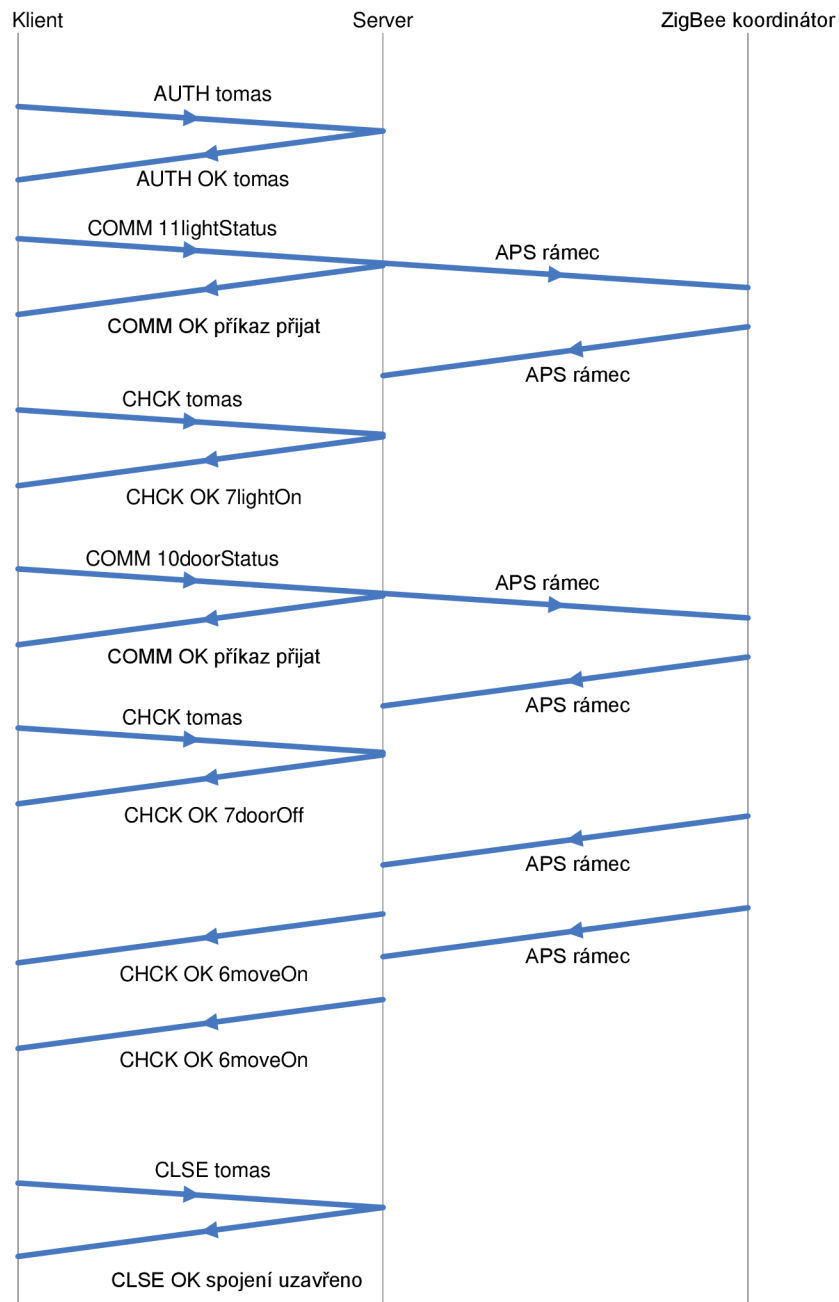 Klient
Server
ZigBee koordinátor
AUTH tomas
AUTH OK tomas
COMM 11lightStatus
APS rámec
COMM OK příkaz přijat
APS rámec
CHCK tomas
CHCK OK 7lightOn
COMM 10doorStatus
APS rámec
COMM OK příkaz přijat
APS rámec
CHCK tomas
CHCK OK 7doorOff
APS rámec
APS rámec
CHCK OK 6moveOn
CHCK OK 6moveOn
CLSE tomas
CLSE OK spojení uzavřeno